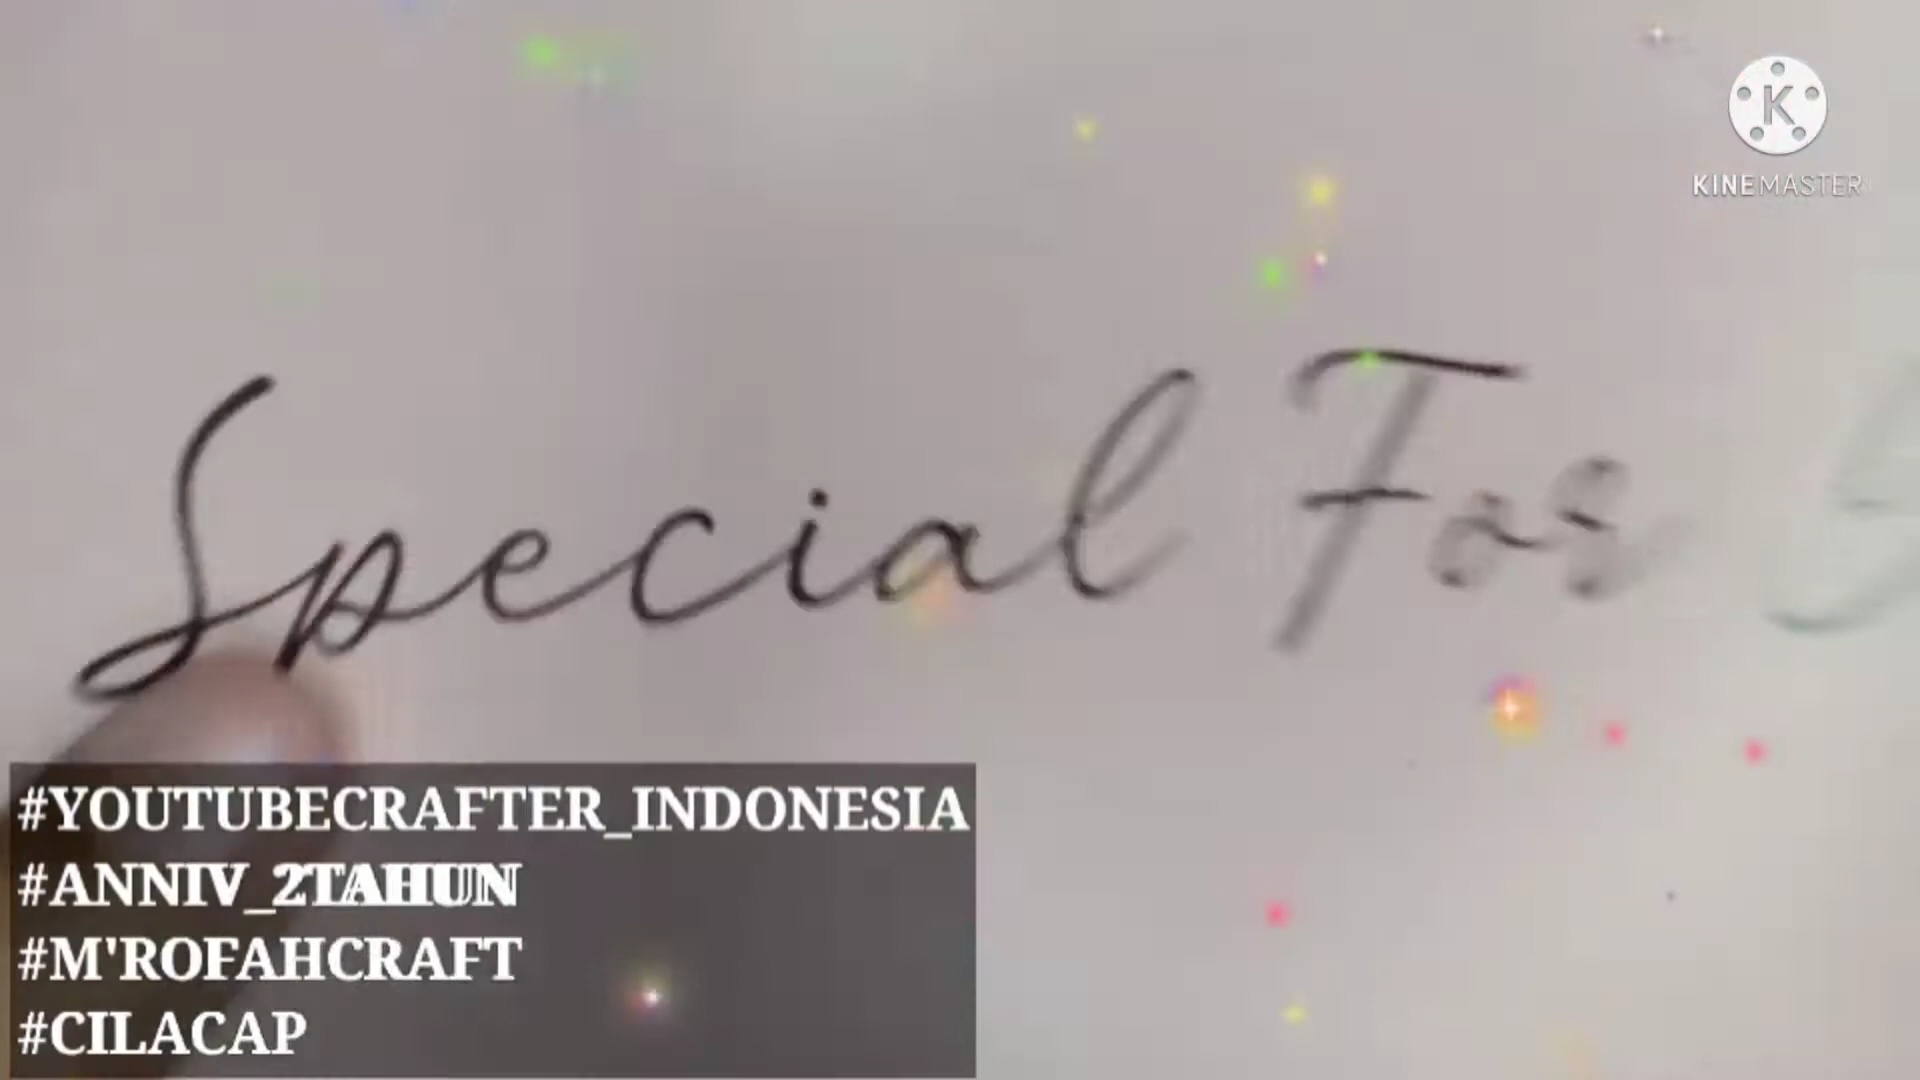 KINEMASTER
Special For
#YOUTUBECRAFTER_INDONESIA
#ANNIV_2TAHUN
#M'ROFAHCRAFT
#CILACAP